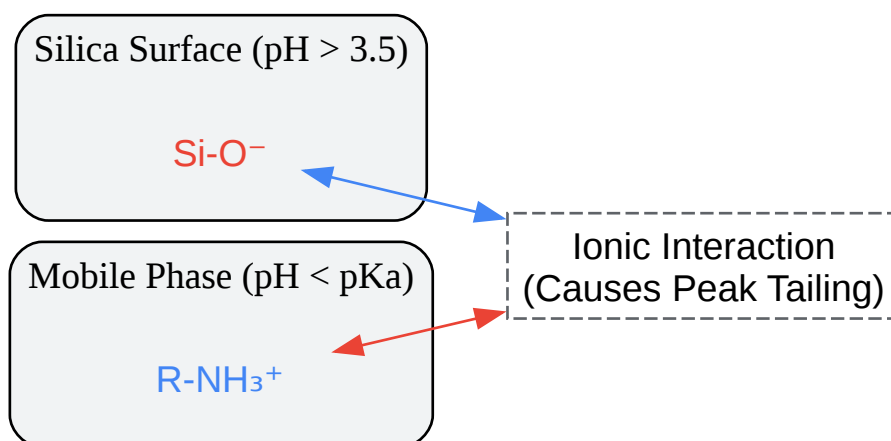 Silica Surface (pH > 3.5)
Si-O⁻
Mobile Phase (pH < pKa)
R-NH₃⁺
Ionic Interaction
(Causes Peak Tailing)